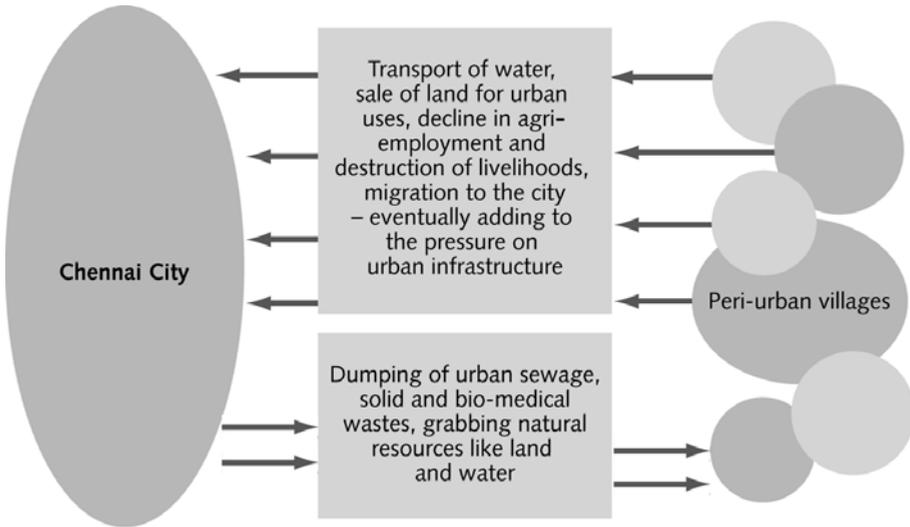 Chennai City
Transport of water,
sale of land for urban
uses, decline in agri-
employment and
destruction of livelihoods,
migration to the city
– eventually adding to
the pressure on
urban infrastructure
Peri-urban villages
Dumping of urban sewage,
solid and bio-medical
wastes, grabbing natural
resources like land
and water